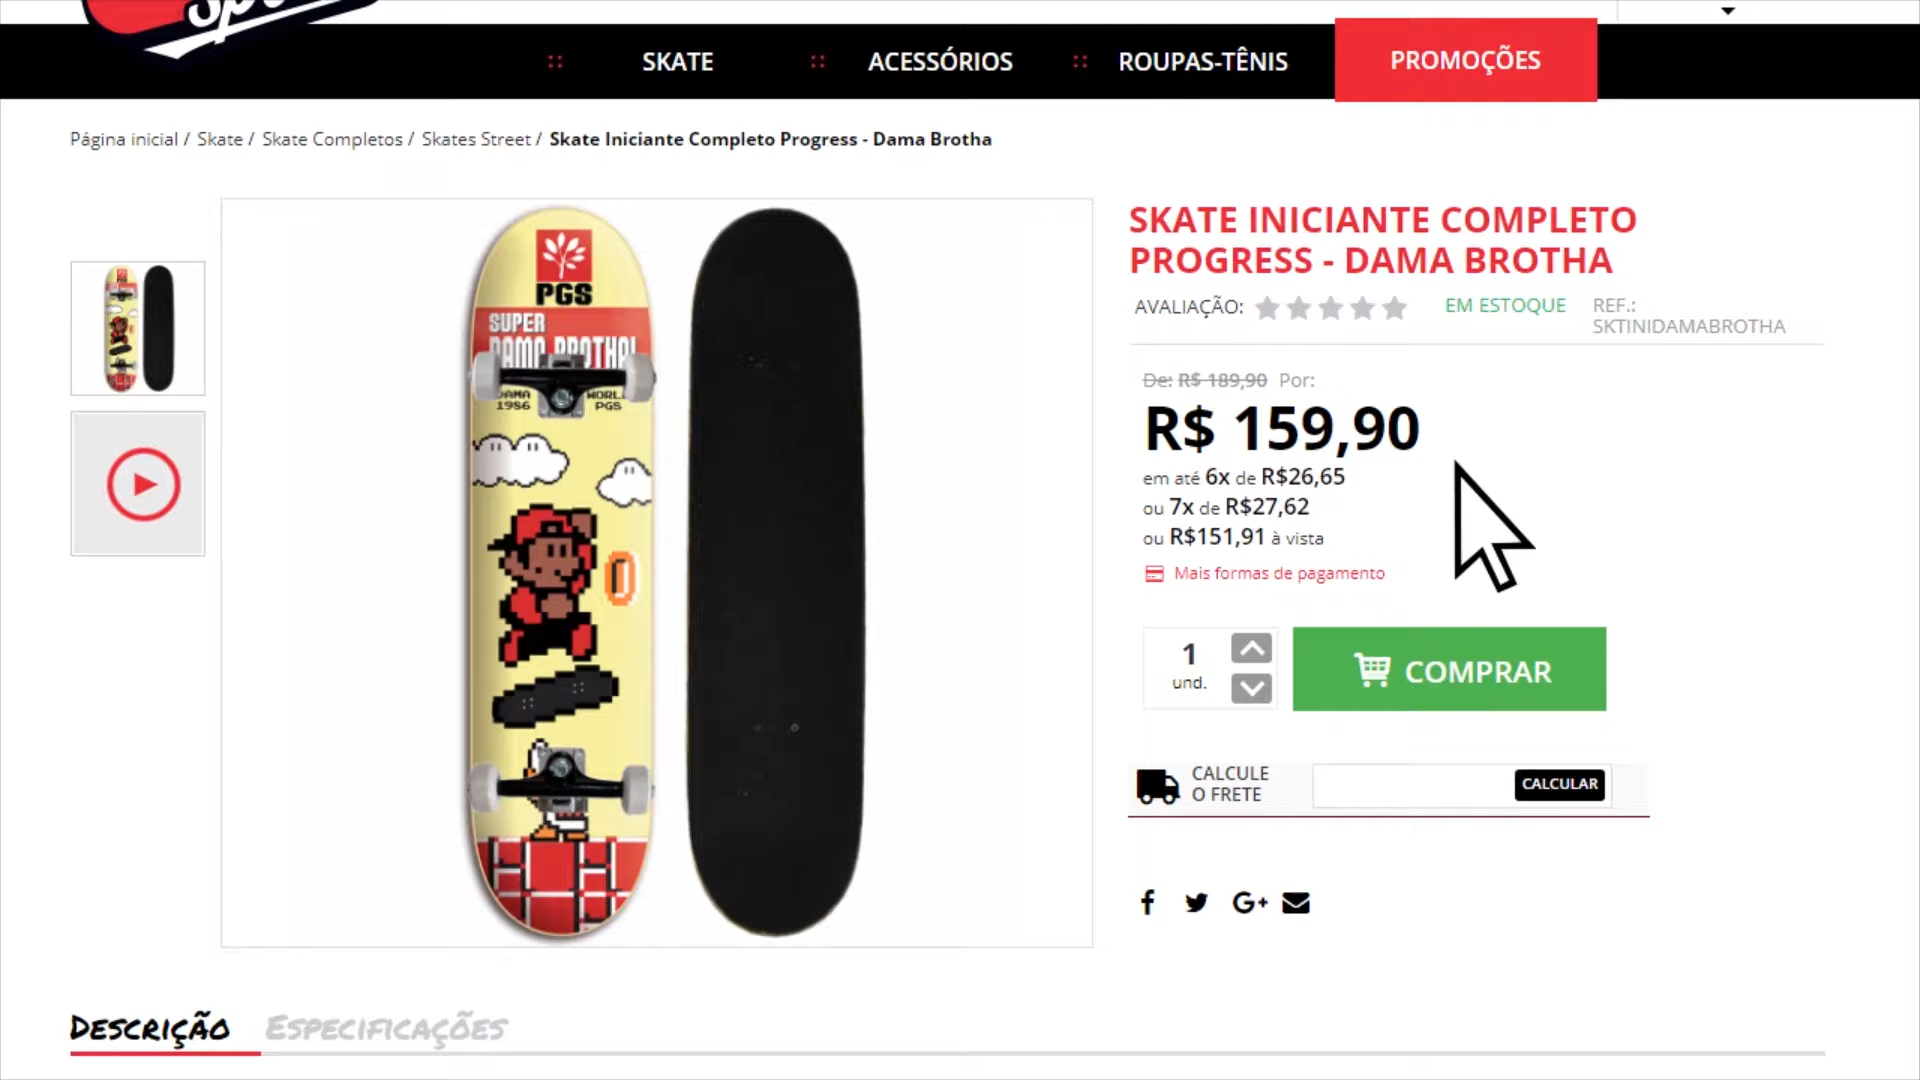 SKATE
ACESSÓRIOS
ROUPAS-TÊNIS
PROMOÇÕES
Página inicial / Skate / Skate Completos / Skates Street / Skate Iniciante Completo Progress - Dama Brotha
PGS
SUPER
DAMA BROTHA!
DAMA
1986
WORL
PGS
SKATE INICIANTE COMPLETO
PROGRESS - DAMA BROTHA
AVALIAÇÃO:
EM ESTOQUE
REF.:
SKTINIDAMABROTHA
De: R$ 189,90 Por:
R$ 159,90
em até 6x de R$26,65
ou 7x de R$27,62
ou R$151,91 à vista
Mais formas de pagamento
1
und.
COMPRAR
CALCULE
O FRETE
CALCULAR
Descrição
Especificações